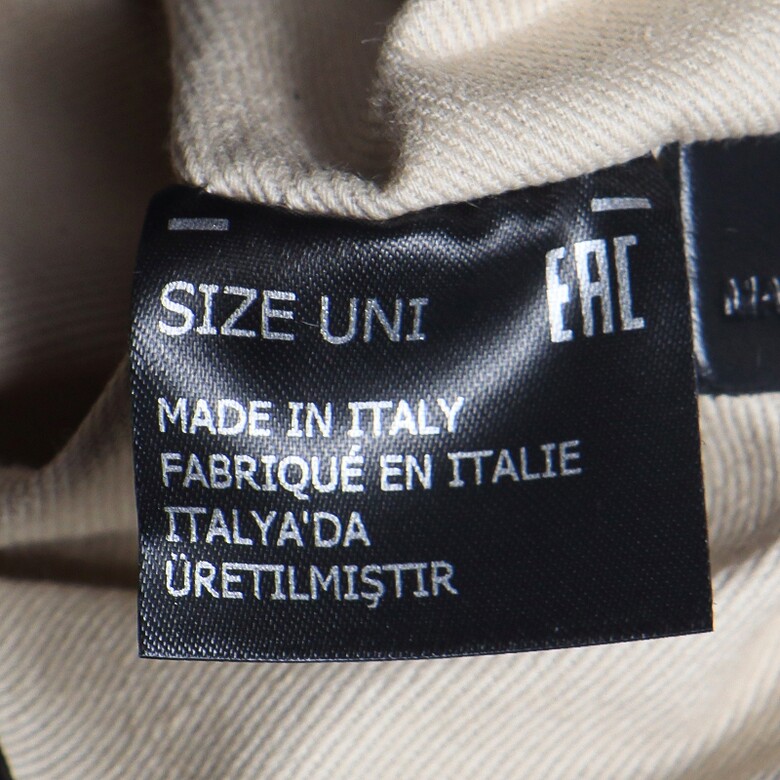 SIZE UNI EAC
MADE IN ITALY
FABRIQUÉ EN ITALIE
ITALYA'DA
ÜRETILMIŞTIR